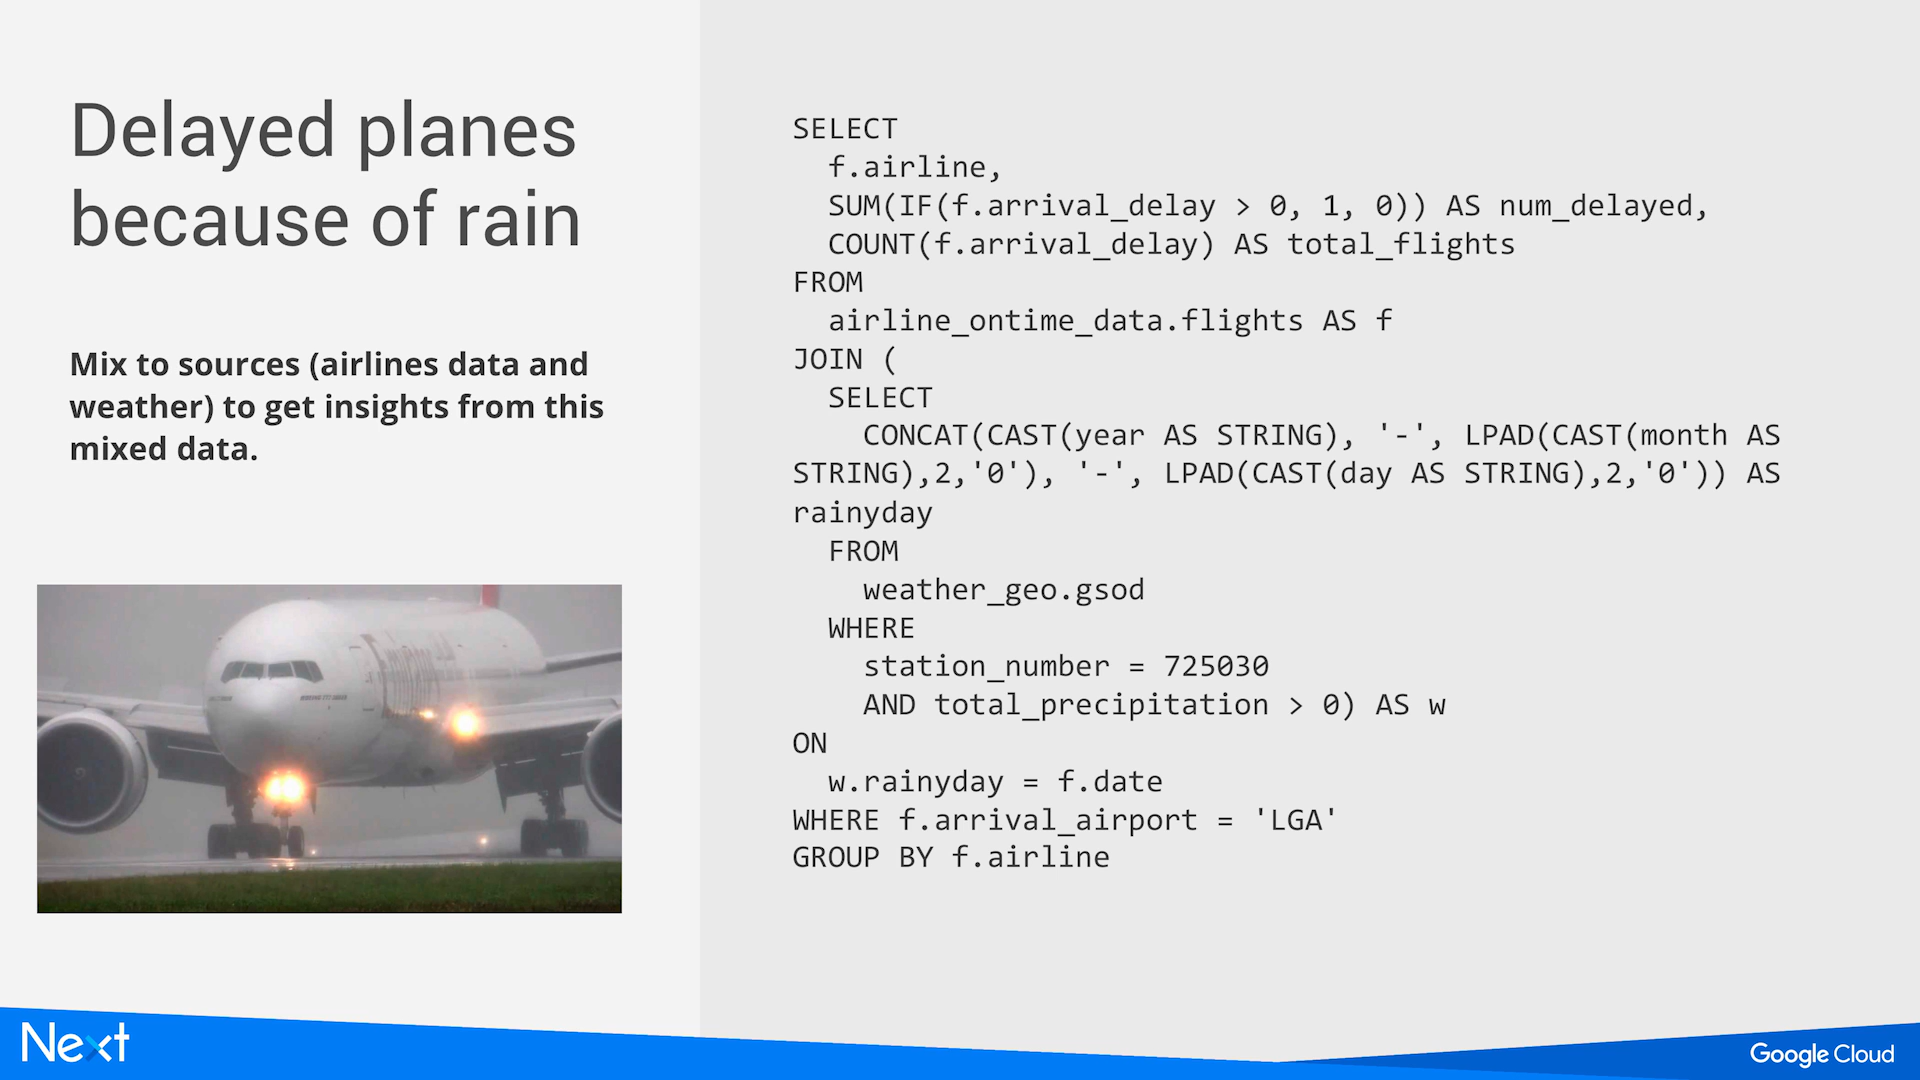 Delayed planes
because of rain
Mix to sources (airlines data and
weather) to get insights from this
mixed data.
SELECT
  f.airline,
  SUM(IF(f.arrival_delay > 0, 1, 0)) AS num_delayed,
  COUNT(f.arrival_delay) AS total_flights
FROM
  airline_ontime_data.flights AS f
JOIN (
  SELECT
    CONCAT(CAST(year AS STRING), '-', LPAD(CAST(month AS
STRING),2,'0'), '-', LPAD(CAST(day AS STRING),2,'0')) AS
rainyday
  FROM
    weather_geo.gsod
  WHERE
    station_number = 725030
    AND total_precipitation > 0) AS w
ON
  w.rainyday = f.date
WHERE f.arrival_airport = 'LGA'
GROUP BY f.airline
Next
Google Cloud